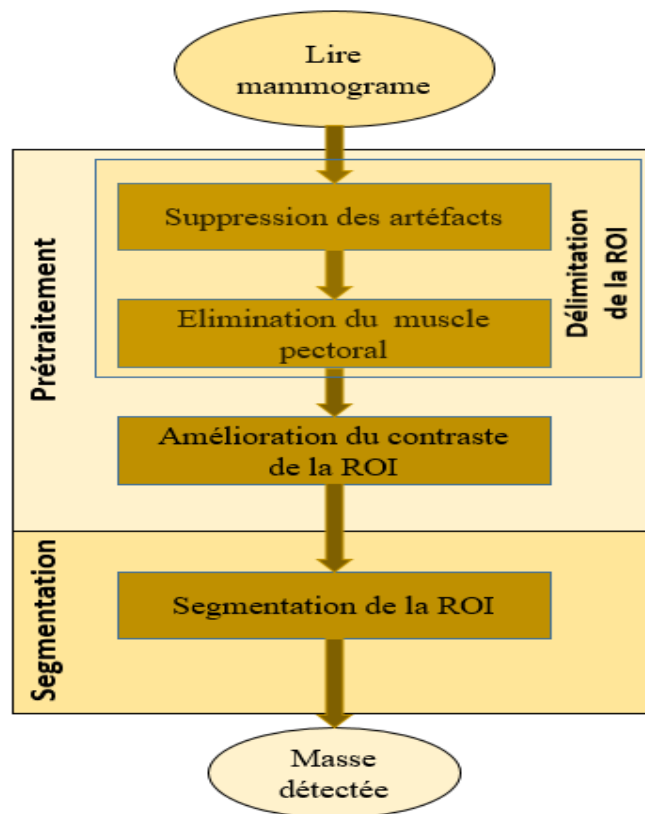 Lire
mammograme
Prétraitement
Suppression des artéfacts
Elimination du muscle
pectoral
Délimitation
de la ROI
Amélioration du contraste
de la ROI
Segmentation
Segmentation de la ROI
Masse
détectée